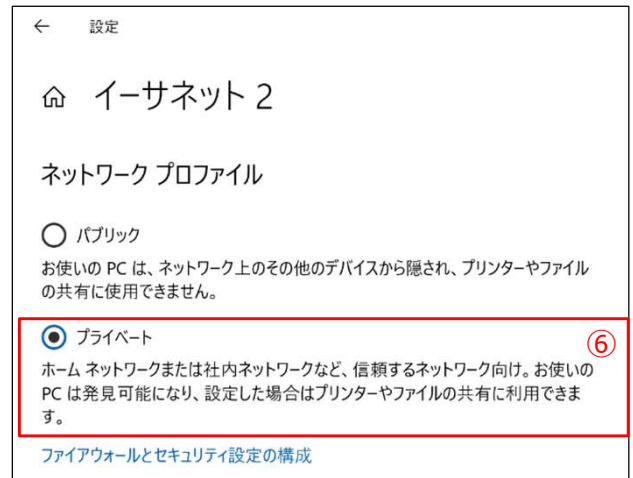 ← 設定
イーサネット 2
ネットワーク プロファイル
パブリック
お使いの PC は、ネットワーク上のその他のデバイスから隠され、プリンターやファイル
の共有に使用できません。
プライベート ⑥
ホーム ネットワークまたは社内ネットワークなど、信頼するネットワーク向け。お使いの
PC は発見可能になり、設定した場合はプリンターやファイルの共有に利用できま
す。
ファイアウォールとセキュリティ設定の構成